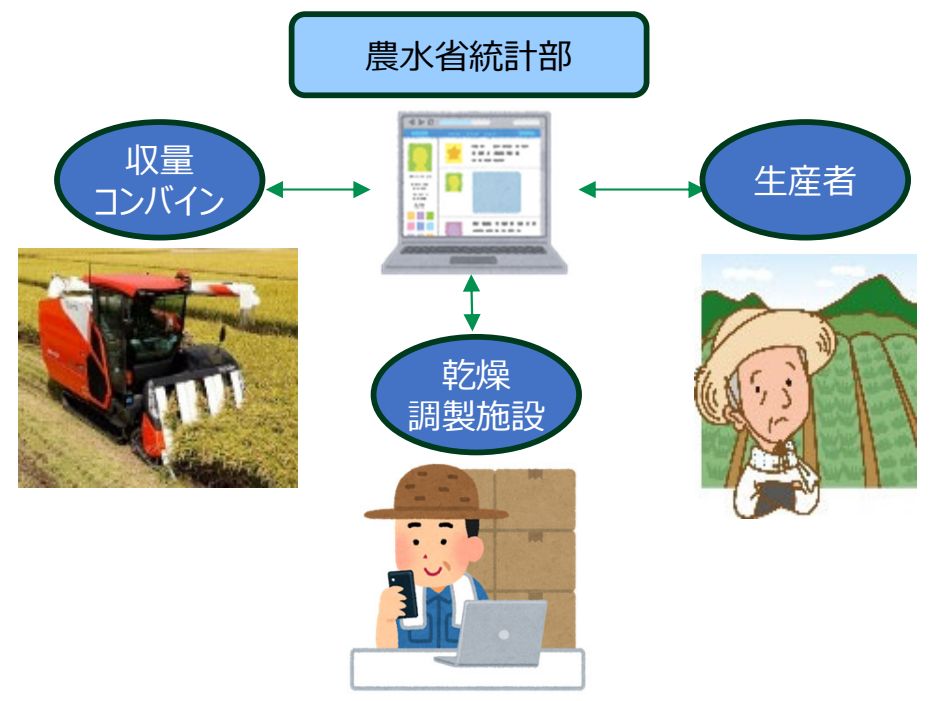 農水省統計部
収量
コンバイン
生産者
乾燥
調製施設